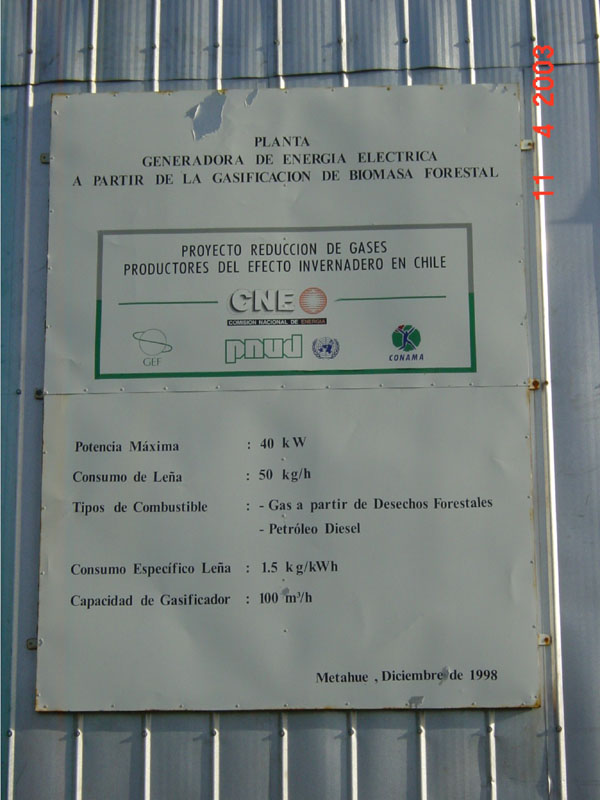 PLANTA
GENERADORA DE ENERGIA ELECTRICA
A PARTIR DE LA GASIFICACION DE BIOMASA FORESTAL
PROYECTO REDUCCION DE GASES
PRODUCTORES DEL EFECTO INVERNADERO EN CHILE
CNE
COMISION NACIONAL DE ENERGIA
GEF
pnud
CONAMA
Potencia Máxima : 40 kW
Consumo de Leña : 50 kg/h
Tipos de Combustible : - Gas a partir de Desechos Forestales
- Petróleo Diesel
Consumo Específico Leña : 1.5 kg/kWh
Capacidad de Gasificador : 100 m³/h
Metahue , Diciembre de 1998
11 4 2003